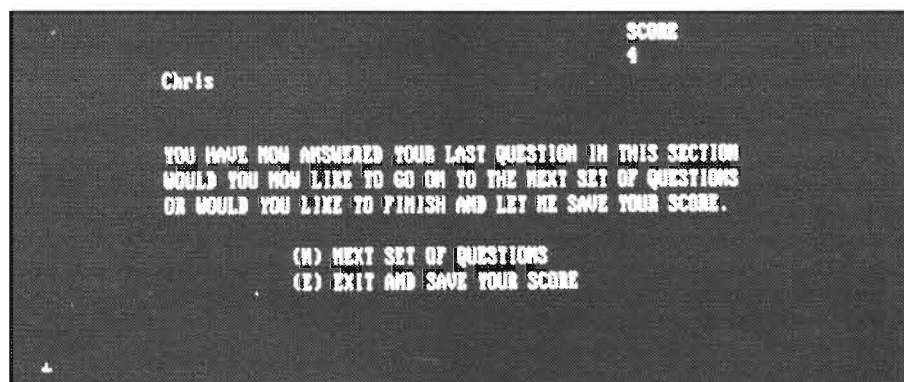 SCORE
4
Chris
YOU HAVE NOW ANSWERED YOUR LAST QUESTION IN THIS SECTION
WOULD YOU NOW LIKE TO GO ON TO THE NEXT SET OF QUESTIONS
OR WOULD YOU LIKE TO FINISH AND LET ME SAVE YOUR SCORE.
(N) NEXT SET OF QUESTIONS
(E) EXIT AND SAVE YOUR SCORE